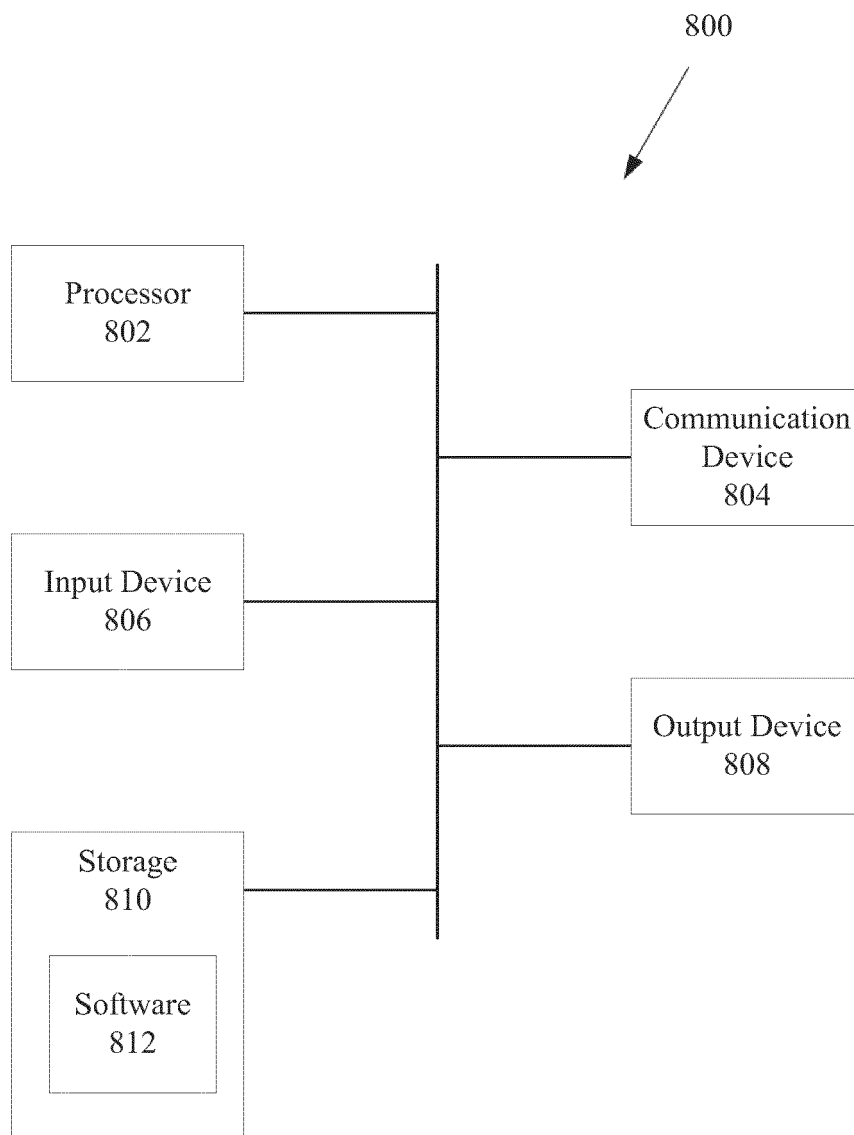 800
Processor
802
Communication
Device
804
Input Device
806
Output Device
808
Storage
810
Software
812